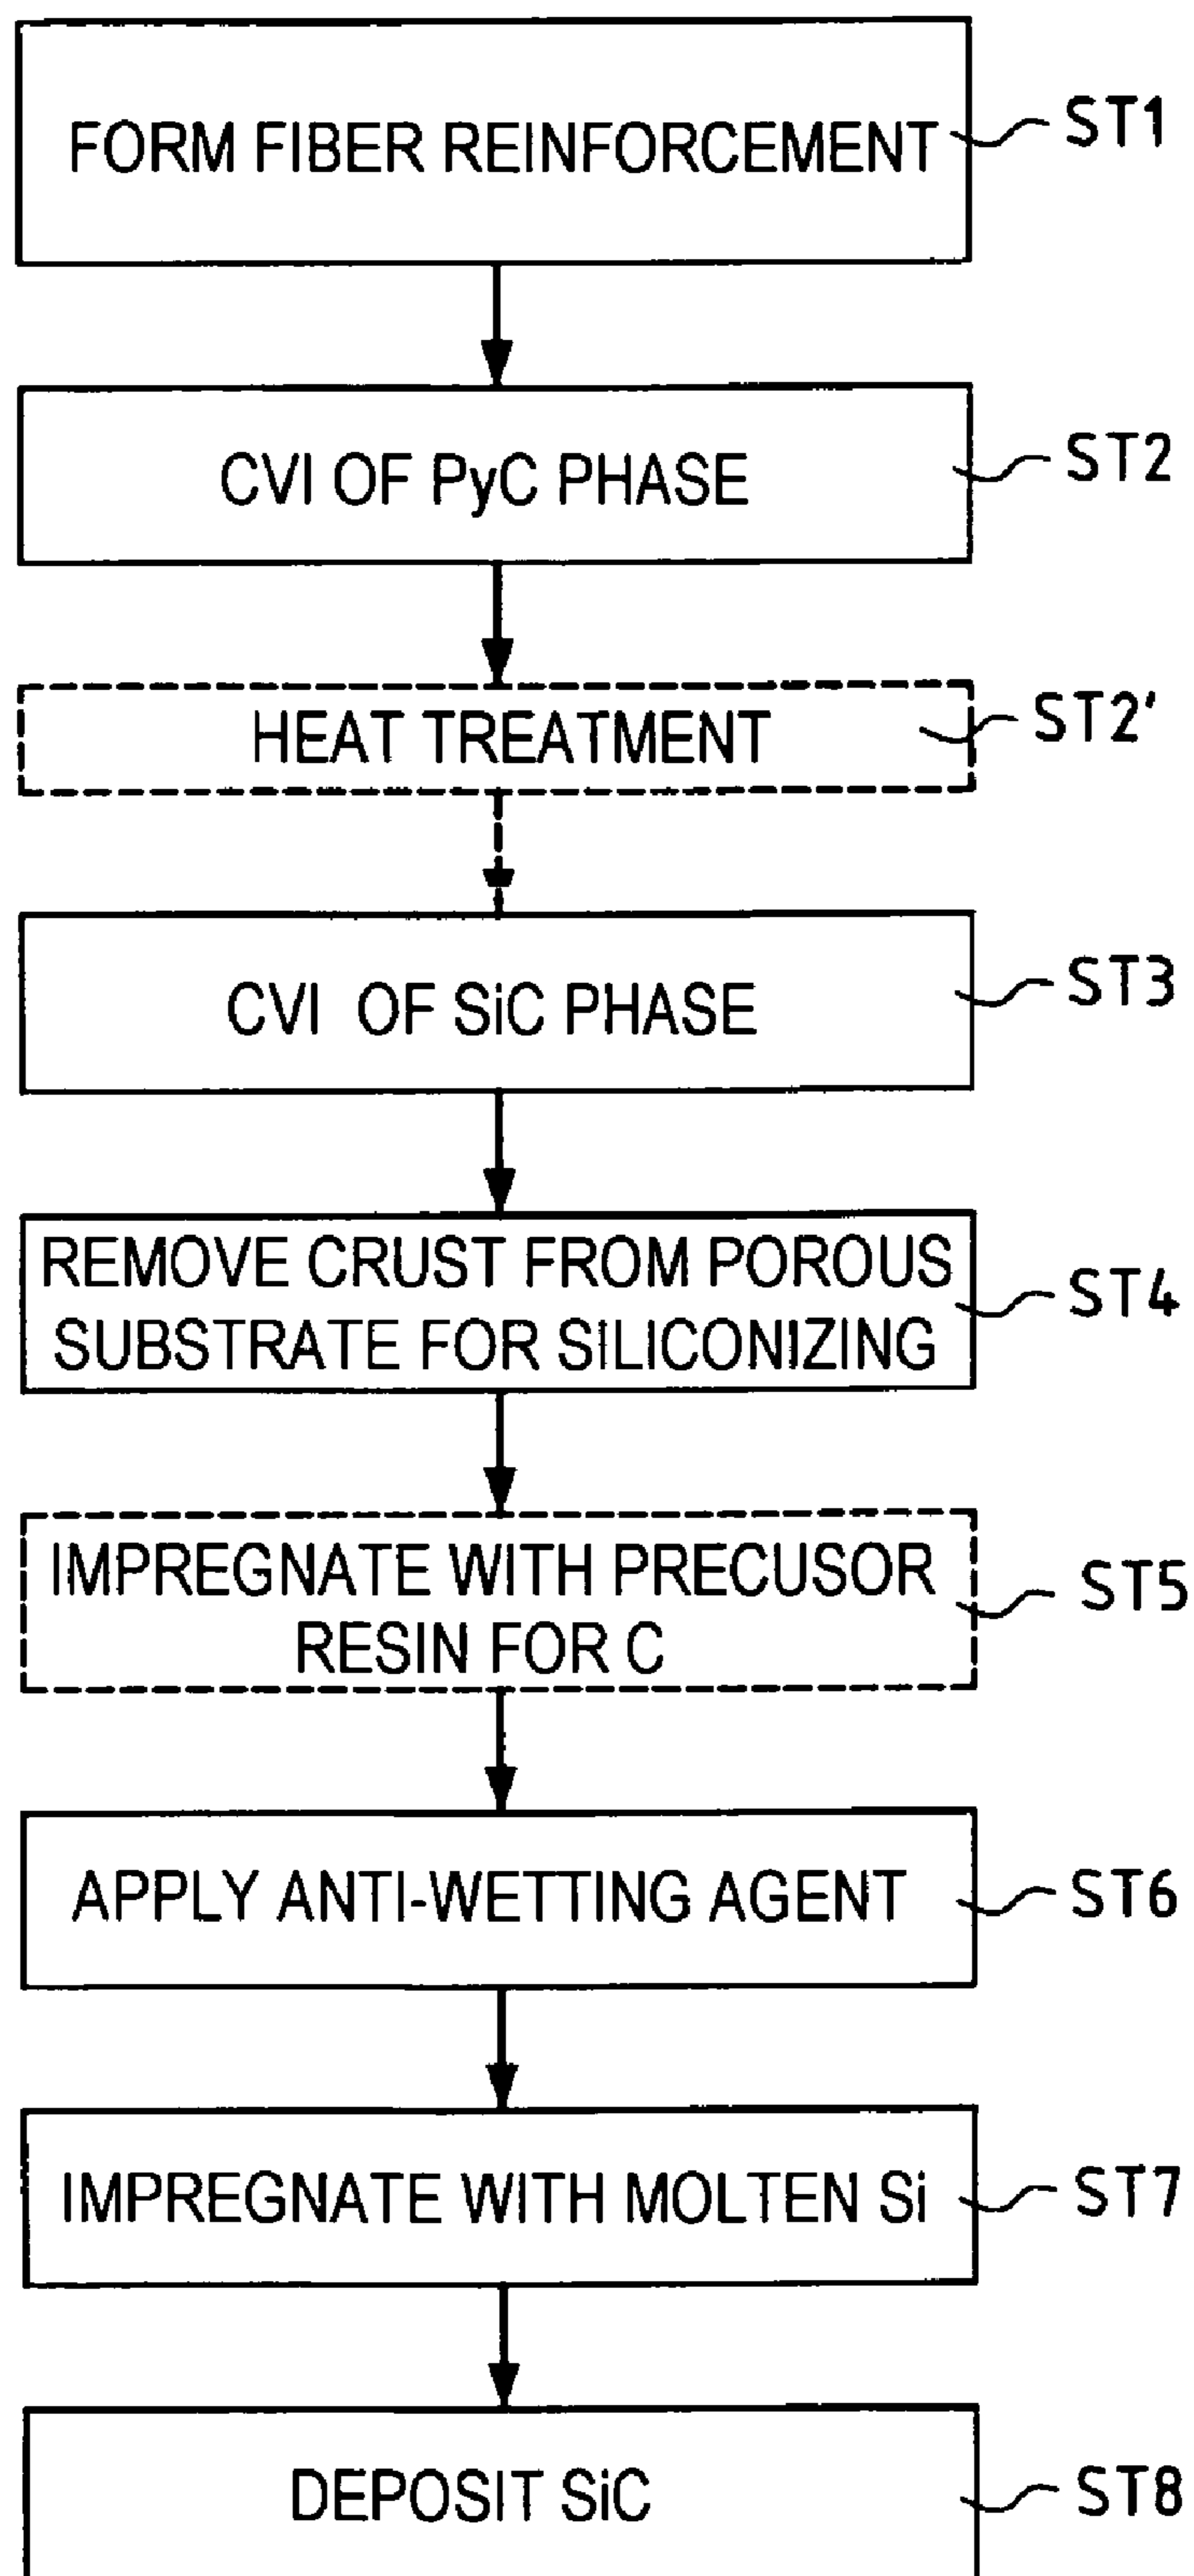 FORM FIBER REINFORCEMENT
ST1
CVI OF PyC PHASE
ST2
HEAT TREATMENT
ST2'
CVI OF SiC PHASE
ST3
REMOVE CRUST FROM POROUS
SUBSTRATE FOR SILICONIZING
ST4
IMPREGNATE WITH PRECUSOR
RESIN FOR C
ST5
APPLY ANTI-WETTING AGENT
ST6
IMPREGNATE WITH MOLTEN Si
ST7
DEPOSIT SiC
ST8